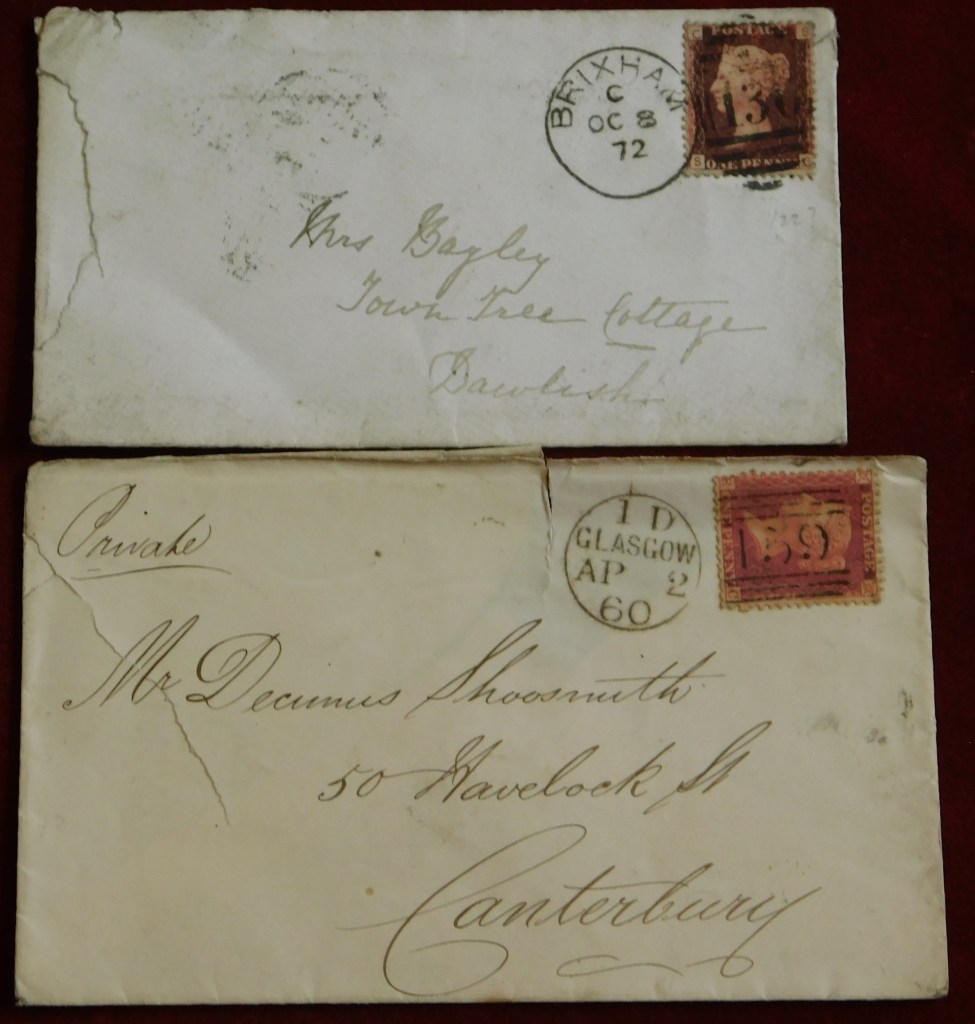 BRIXHAM
C
OC 8
72
C S
POSTAGE
S ONE PENNY C
Mrs Bagley
Town Tree Cottage
Dawlish
Private
1 D
GLASGOW
AP 2
60
159
POSTAGE
PENNY
Mr Decimus Shoosmith
50 Havelock St
Canterbury